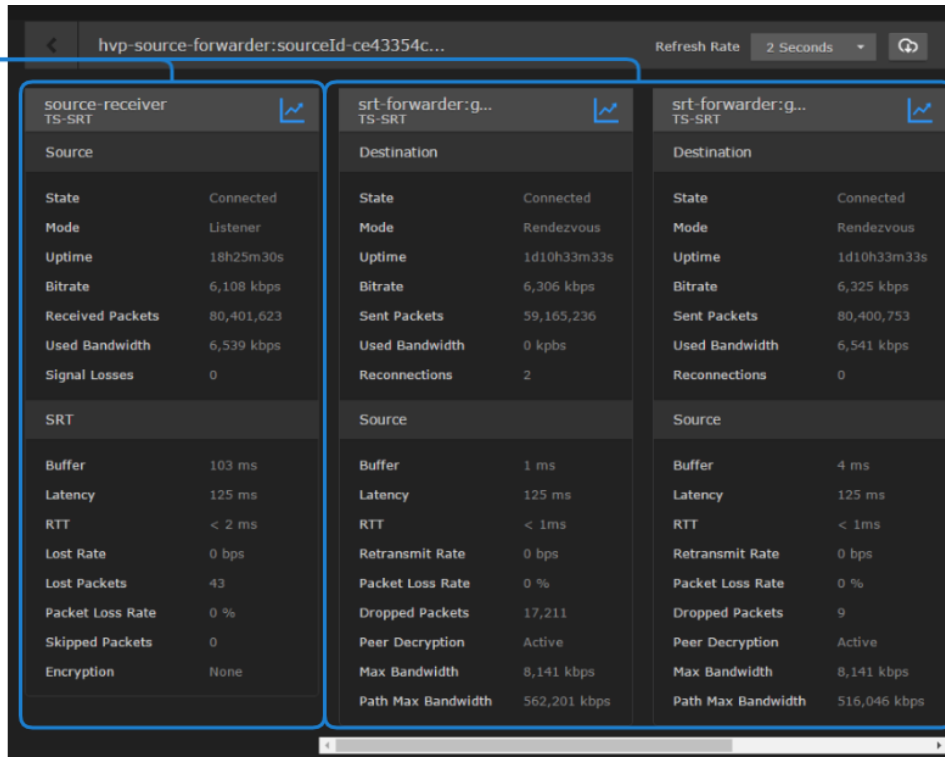 hvp-source-forwarder:sourceId-ce43354c...
Refresh Rate
2 Seconds
source-receiver
TS-SRT
Source
State Connected
Mode Listener
Uptime 18h25m30s
Bitrate 6,108 kbps
Received Packets 80,401,623
Used Bandwidth 6,539 kbps
Signal Losses 0
SRT
Buffer 103 ms
Latency 125 ms
RTT < 2 ms
Lost Rate 0 bps
Lost Packets 43
Packet Loss Rate 0 %
Skipped Packets 0
Encryption None
srt-forwarder:g...
TS-SRT
Destination
State Connected
Mode Rendezvous
Uptime 1d10h33m33s
Bitrate 6,306 kbps
Sent Packets 59,165,236
Used Bandwidth 0 kpbs
Reconnections 2
Source
Buffer 1 ms
Latency 125 ms
RTT < 1ms
Retransmit Rate 0 bps
Packet Loss Rate 0 %
Dropped Packets 17,211
Peer Decryption Active
Max Bandwidth 8,141 kbps
Path Max Bandwidth 562,201 kbps
srt-forwarder:g...
TS-SRT
Destination
State Connected
Mode Rendezvous
Uptime 1d10h33m33s
Bitrate 6,325 kbps
Sent Packets 80,400,753
Used Bandwidth 6,541 kbps
Reconnections 0
Source
Buffer 4 ms
Latency 125 ms
RTT < 1ms
Retransmit Rate 0 bps
Packet Loss Rate 0 %
Dropped Packets 9
Peer Decryption Active
Max Bandwidth 8,141 kbps
Path Max Bandwidth 516,046 kbps